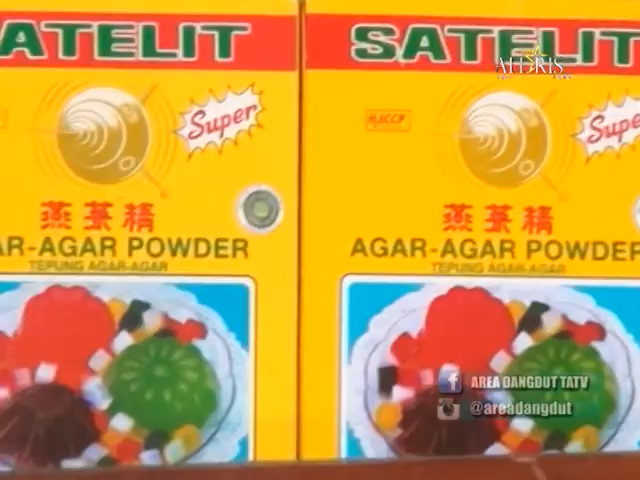 SATELIT
Super
燕菜精
AGAR-AGAR POWDER
TEPUNG AGAR-AGAR
SATELIT
HACCP
Super
燕菜精
AGAR-AGAR POWDER
TEPUNG AGAR-AGAR
AREA DANGDUT TATV
@areadangdut